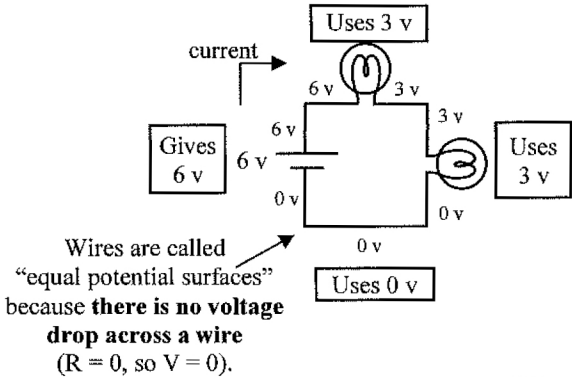 Uses 3 v
current
6 v
3 v
6 v
3 v
Gives
6 v
6 v
Uses
3 v
0 v
0 v
0 v
Wires are called
“equal potential surfaces”
because there is no voltage
drop across a wire
(R = 0, so V = 0).
Uses 0 v